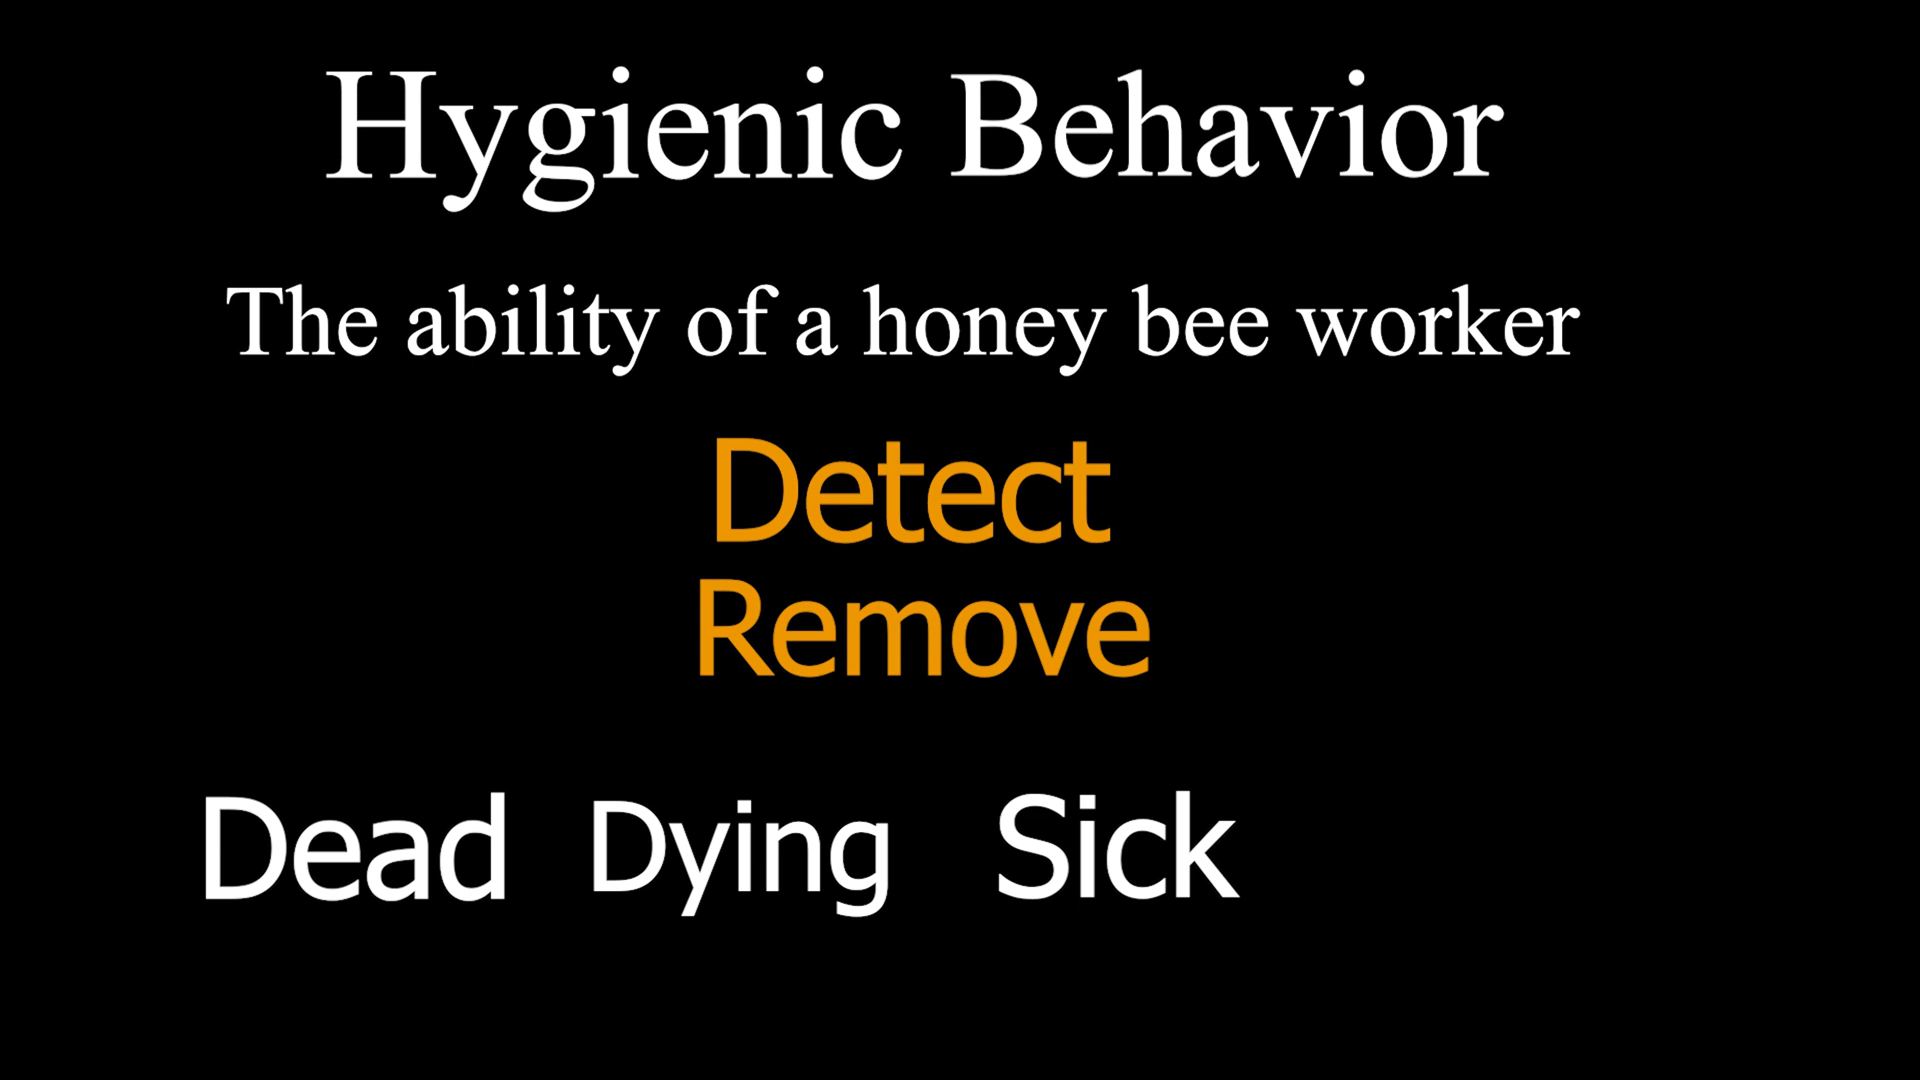 Hygienic Behavior
The ability of a honey bee worker
Detect
Remove
Dead Dying Sick